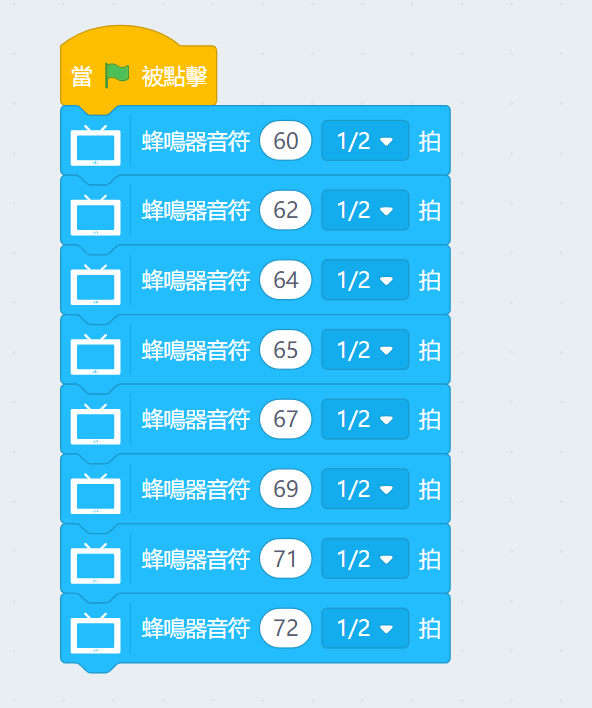 當 被點擊
蜂鳴器音符 60 1/2 拍
蜂鳴器音符 62 1/2 拍
蜂鳴器音符 64 1/2 拍
蜂鳴器音符 65 1/2 拍
蜂鳴器音符 67 1/2 拍
蜂鳴器音符 69 1/2 拍
蜂鳴器音符 71 1/2 拍
蜂鳴器音符 72 1/2 拍